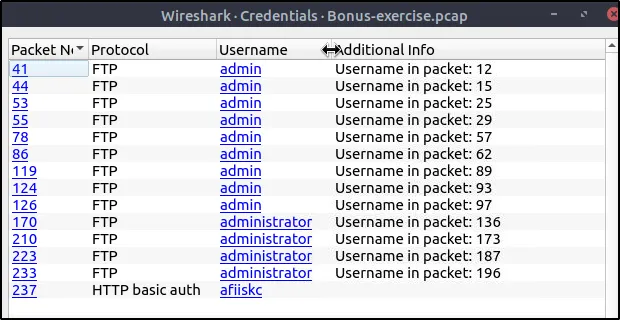 Wireshark · Credentials · Bonus-exercise.pcap
Packet No Protocol Username Additional Info
41 FTP admin Username in packet: 12
44 FTP admin Username in packet: 15
53 FTP admin Username in packet: 25
55 FTP admin Username in packet: 29
78 FTP admin Username in packet: 57
86 FTP admin Username in packet: 62
119 FTP admin Username in packet: 89
124 FTP admin Username in packet: 93
126 FTP admin Username in packet: 97
170 FTP administrator Username in packet: 136
210 FTP administrator Username in packet: 173
223 FTP administrator Username in packet: 187
233 FTP administrator Username in packet: 196
237 HTTP basic auth afiiskc